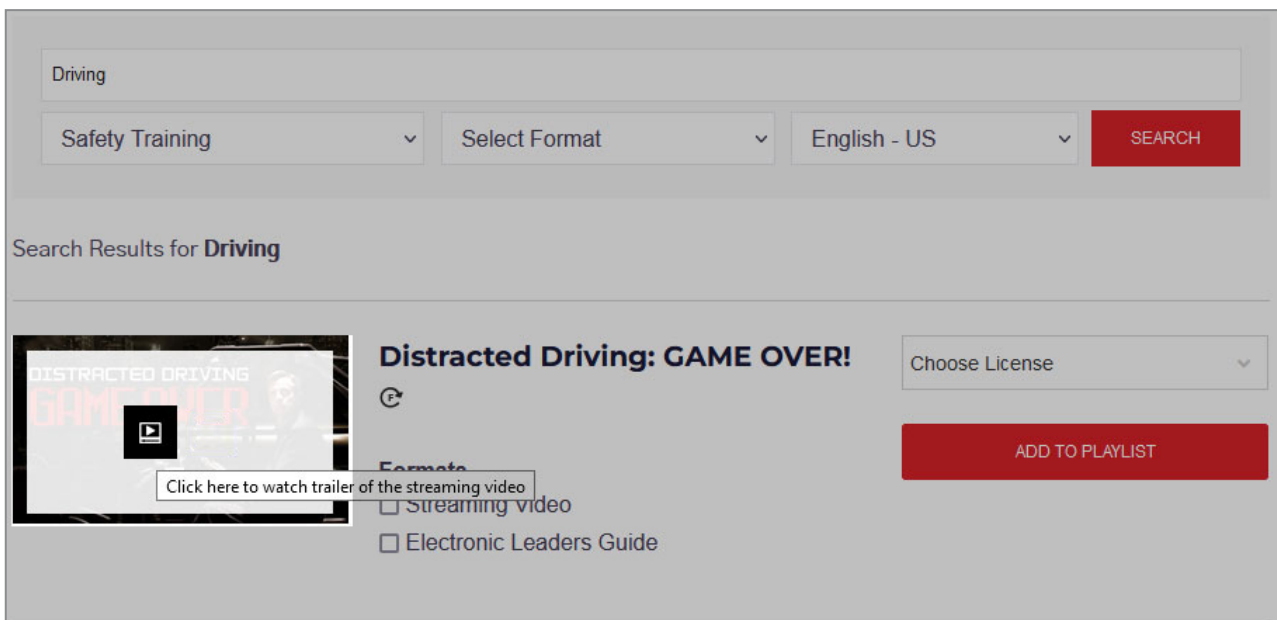 Driving
Safety Training
Select Format
English - US
SEARCH
Search Results for Driving
DISTRACTED DRIVING
GAME OVER
Distracted Driving: GAME OVER!
F
Choose License
ADD TO PLAYLIST
Formats
Click here to watch trailer of the streaming video
Streaming Video
Electronic Leaders Guide